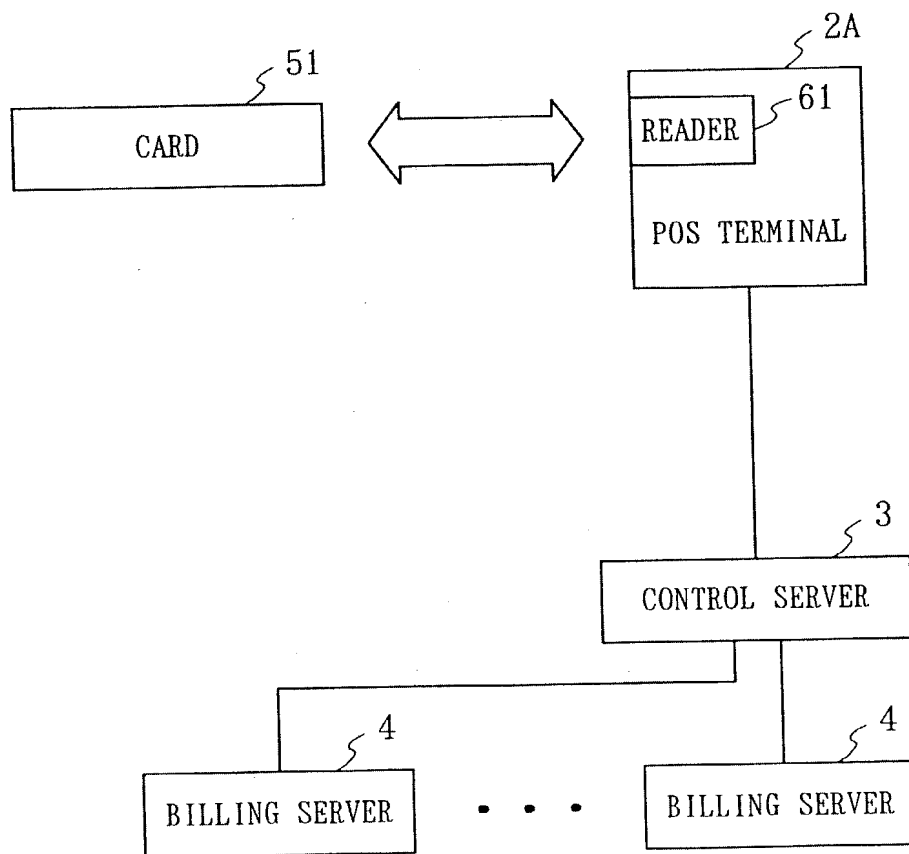 2A
51
61
READER
CARD
POS TERMINAL
3
CONTROL SERVER
4
4
BILLING SERVER
BILLING SERVER